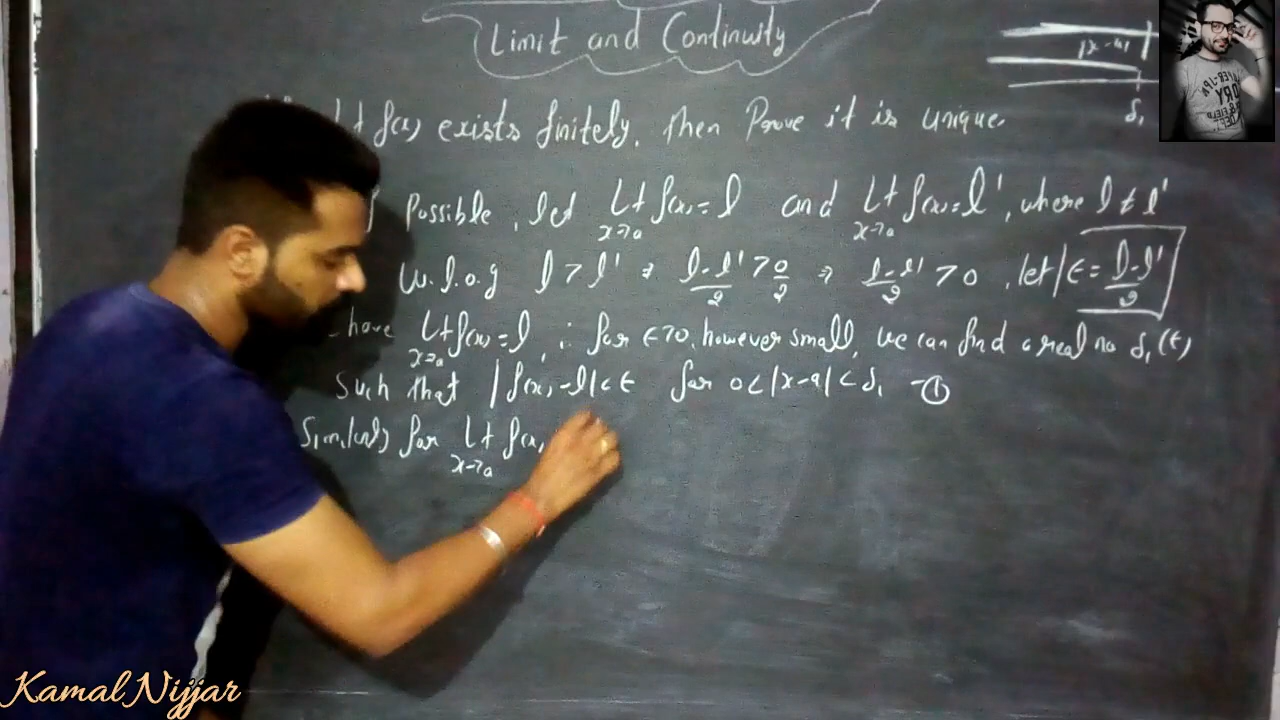 Limit and Continuity
|x-a|
δ₁
Lt f(x) exists finitely, Then Prove it is unique.
Possible, let Lt f(x) = l and Lt f(x) = l', where l ≠ l'
x→a x→a
W.l.o.g l > l' ⇒ l-l'/2 > 0/2 ⇒ l-l'/2 > 0, let ε = l-l'/2
have Lt f(x) = l, ∴ for ε>0, however small, we can find a real no δ₁(ε)
x→a
Such that |f(x)-l| < ε for 0<|x-a|<δ₁ -①
Similarly for Lt f(x)
x→a
Kamal Nijjar